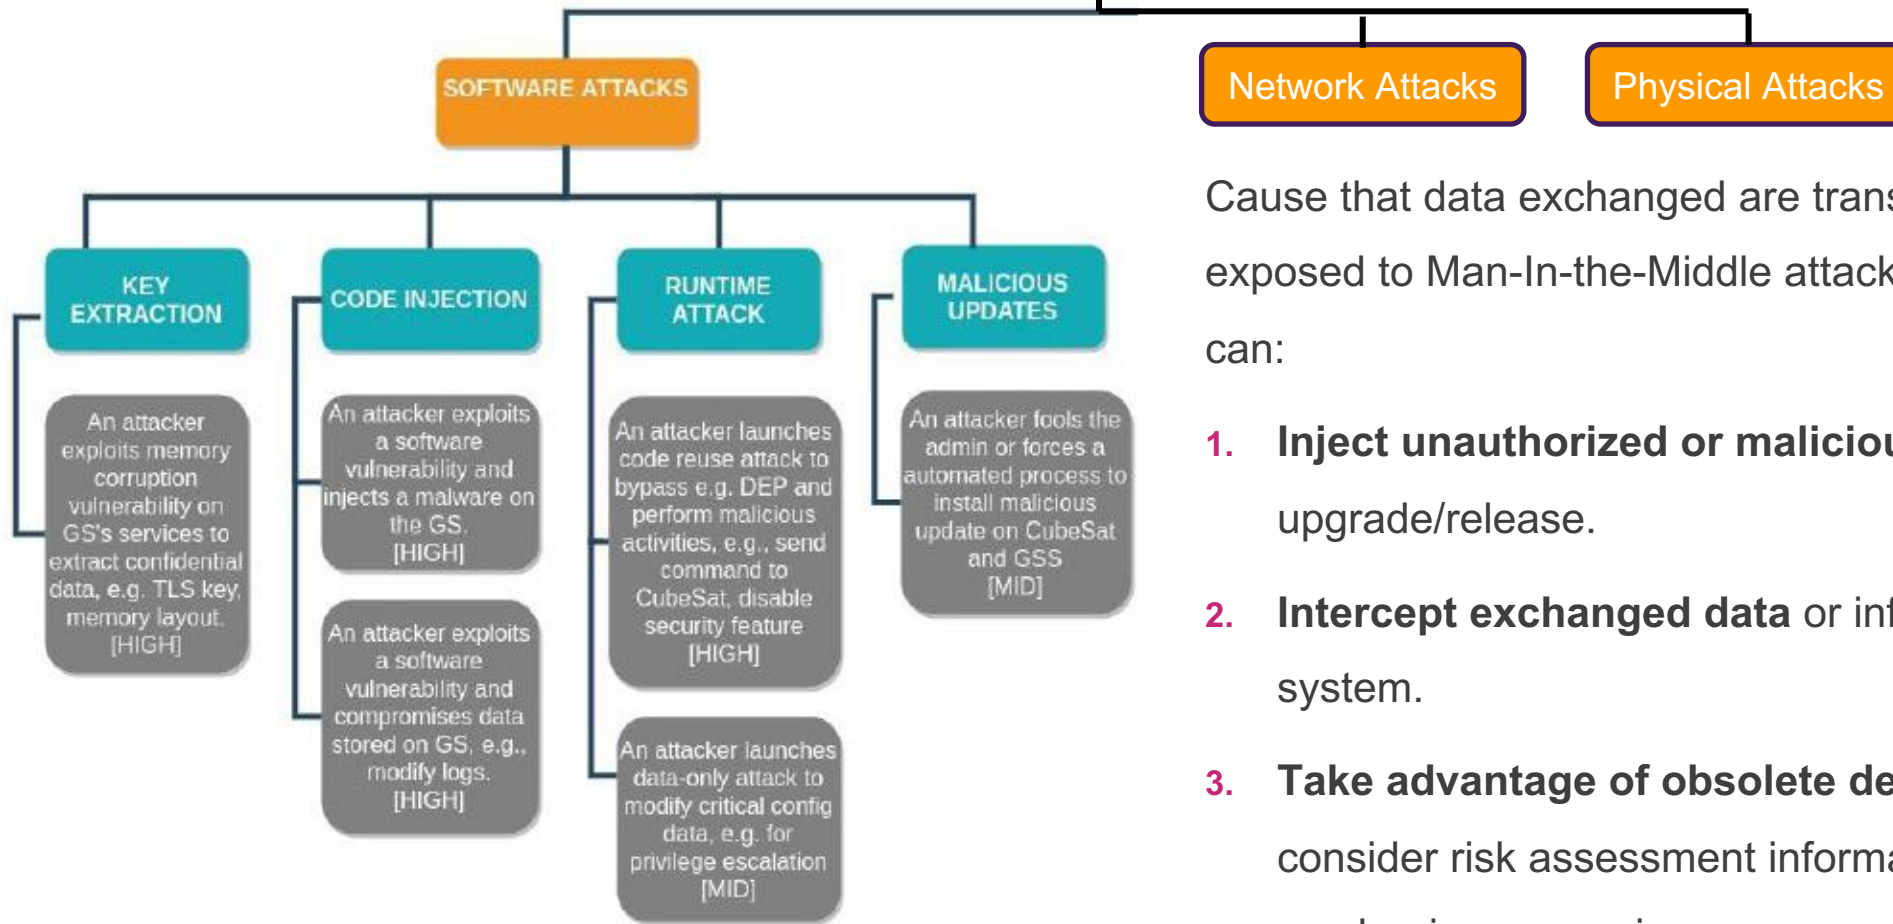 SOFTWARE ATTACKS
Network Attacks
Physical Attacks
KEY
EXTRACTION
An attacker
exploits memory
corruption
vulnerability on
GS's services to
extract confidential
data, e.g. TLS key,
memory layout.
[HIGH]
CODE INJECTION
An attacker exploits
a software
vulnerability and
injects a malware on
the GS.
[HIGH]
An attacker exploits
a software
vulnerability and
compromises data
stored on GS, e.g.,
modify logs.
[HIGH]
RUNTIME
ATTACK
An attacker launches
code reuse attack to
bypass e.g. DEP and
perform malicious
activities, e.g., send
command to
CubeSat, disable
security feature
[HIGH]
An attacker launches
data-only attack to
modify critical config
data, e.g. for
privilege escalation
[MID]
MALICIOUS
UPDATES
An attacker fools the
admin or forces a
automated process to
install malicious
update on CubeSat
and GSS
[MID]
Cause that data exchanged are trans
exposed to Man-In-the-Middle attack
can:
1. Inject unauthorized or maliciou
upgrade/release.
2. Intercept exchanged data or inf
system.
3. Take advantage of obsolete de
consider risk assessment informa